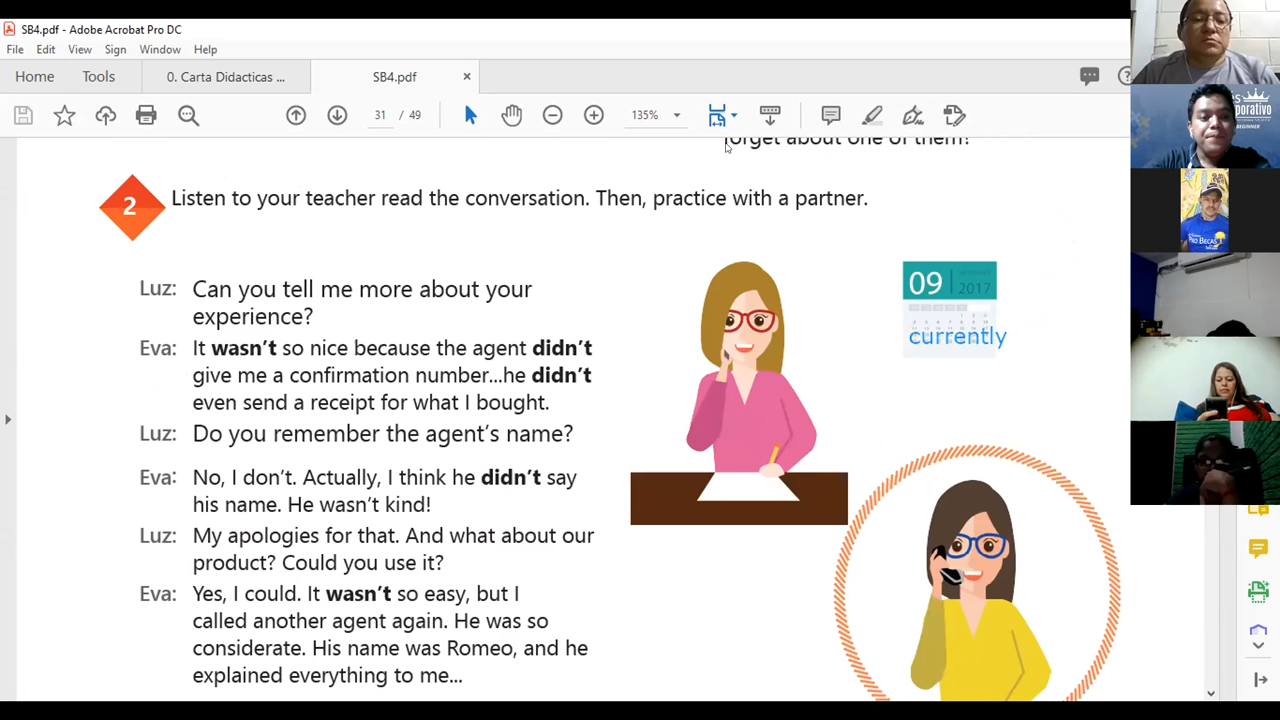 SB4.pdf - Adobe Acrobat Pro DC
File Edit View Sign Window Help
Home Tools 0. Carta Didacticas ... SB4.pdf ×
31 / 49 135%
forget about one of them?
2 Listen to your teacher read the conversation. Then, practice with a partner.
Luz: Can you tell me more about your
experience?
Eva: It wasn't so nice because the agent didn't
give me a confirmation number...he didn't
even send a receipt for what I bought.
Luz: Do you remember the agent's name?
Eva: No, I don't. Actually, I think he didn't say
his name. He wasn't kind!
Luz: My apologies for that. And what about our
product? Could you use it?
Eva: Yes, I could. It wasn't so easy, but I
called another agent again. He was so
considerate. His name was Romeo, and he
explained everything to me...
09 2017
currently
BEGINNER
PRO BECAS